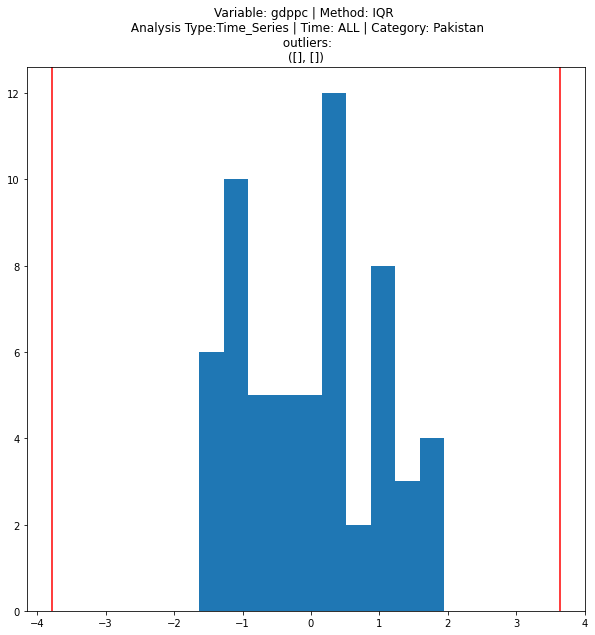 Variable: gdppc | Method: IQR
Analysis Type:Time_Series | Time: ALL | Category: Pakistan
outliers:
([], [])
12
10
8
6
4
2
0
−4 −3 −2 −1 0 1 2 3 4